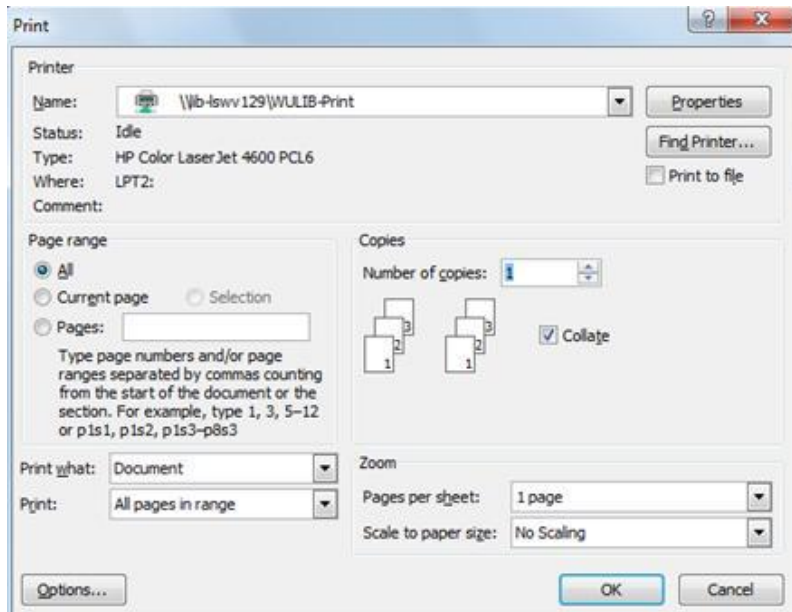 Print
Printer
Name: \\lib-lswv129\WULIB-Print
Properties
Status: Idle
Find Printer...
Type: HP Color LaserJet 4600 PCL6
Where: LPT2:
Print to file
Comment:
Page range
All
Current page Selection
Pages:
Type page numbers and/or page
ranges separated by commas counting
from the start of the document or the
section. For example, type 1, 3, 5–12
or p1s1, p1s2, p1s3–p8s3
Copies
Number of copies: 1
3 3
2 2
1 1
Collate
Print what: Document
Print: All pages in range
Zoom
Pages per sheet: 1 page
Scale to paper size: No Scaling
Options...
OK
Cancel